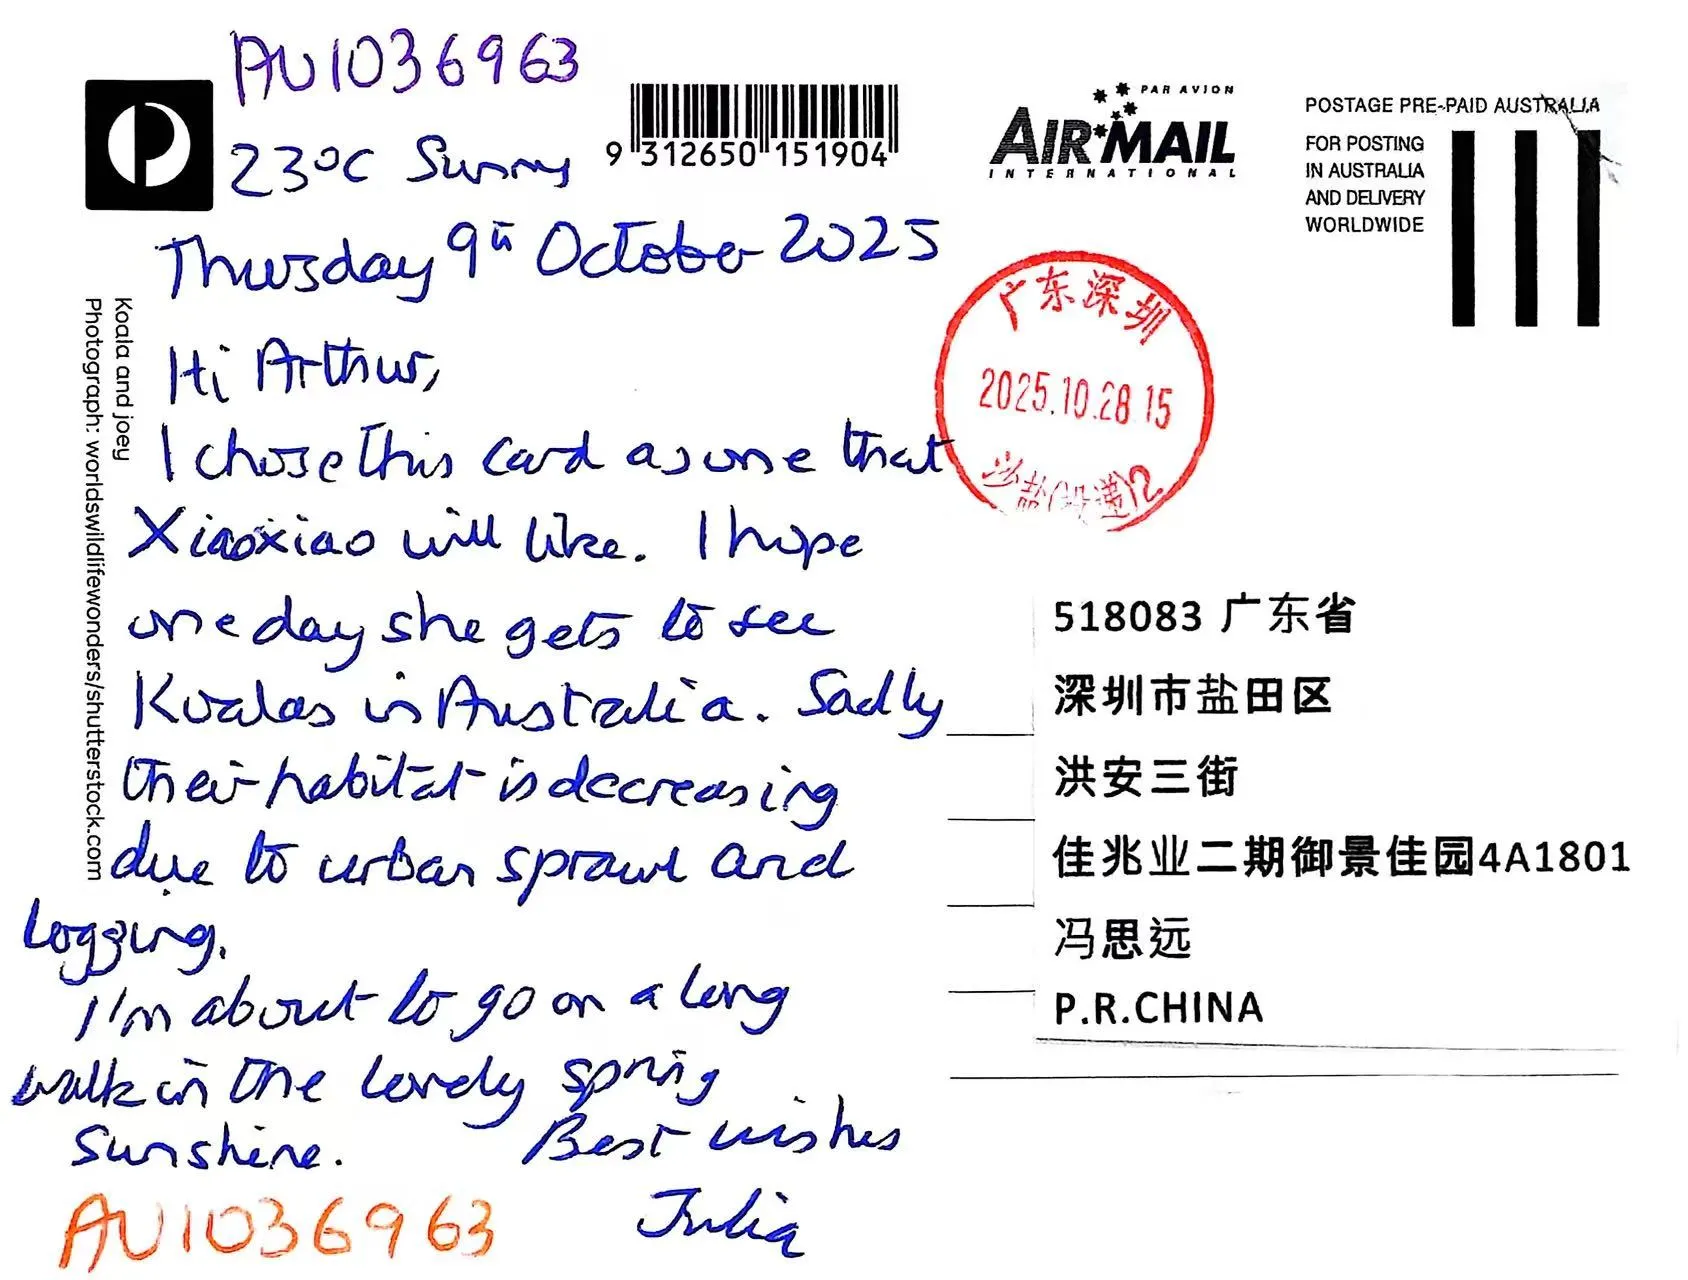 AU1036963
23°C Sunny
Thursday 9th October 2025
Hi Arthur,
I chose this card as one that
Xiaoxiao will like. I hope
one day she gets to see
Koalas in Australia. Sadly
their habitat is decreasing
due to urban sprawl and
logging.
I'm about to go on a long
walk in the lovely spring
sunshine.
Best wishes
Julia
AU1036963
Koala and joey
Photograph: worldswildlifewonders/shutterstock.com
9 312650 151904
PAR AVION
AIR MAIL
INTERNATIONAL
POSTAGE PRE-PAID AUSTRALIA
FOR POSTING
IN AUSTRALIA
AND DELIVERY
WORLDWIDE
广东深圳
2025.10.28 15
沙盐(投递)2
518083 广东省
深圳市盐田区
洪安三街
佳兆业二期御景佳园4A1801
冯思远
P.R.CHINA